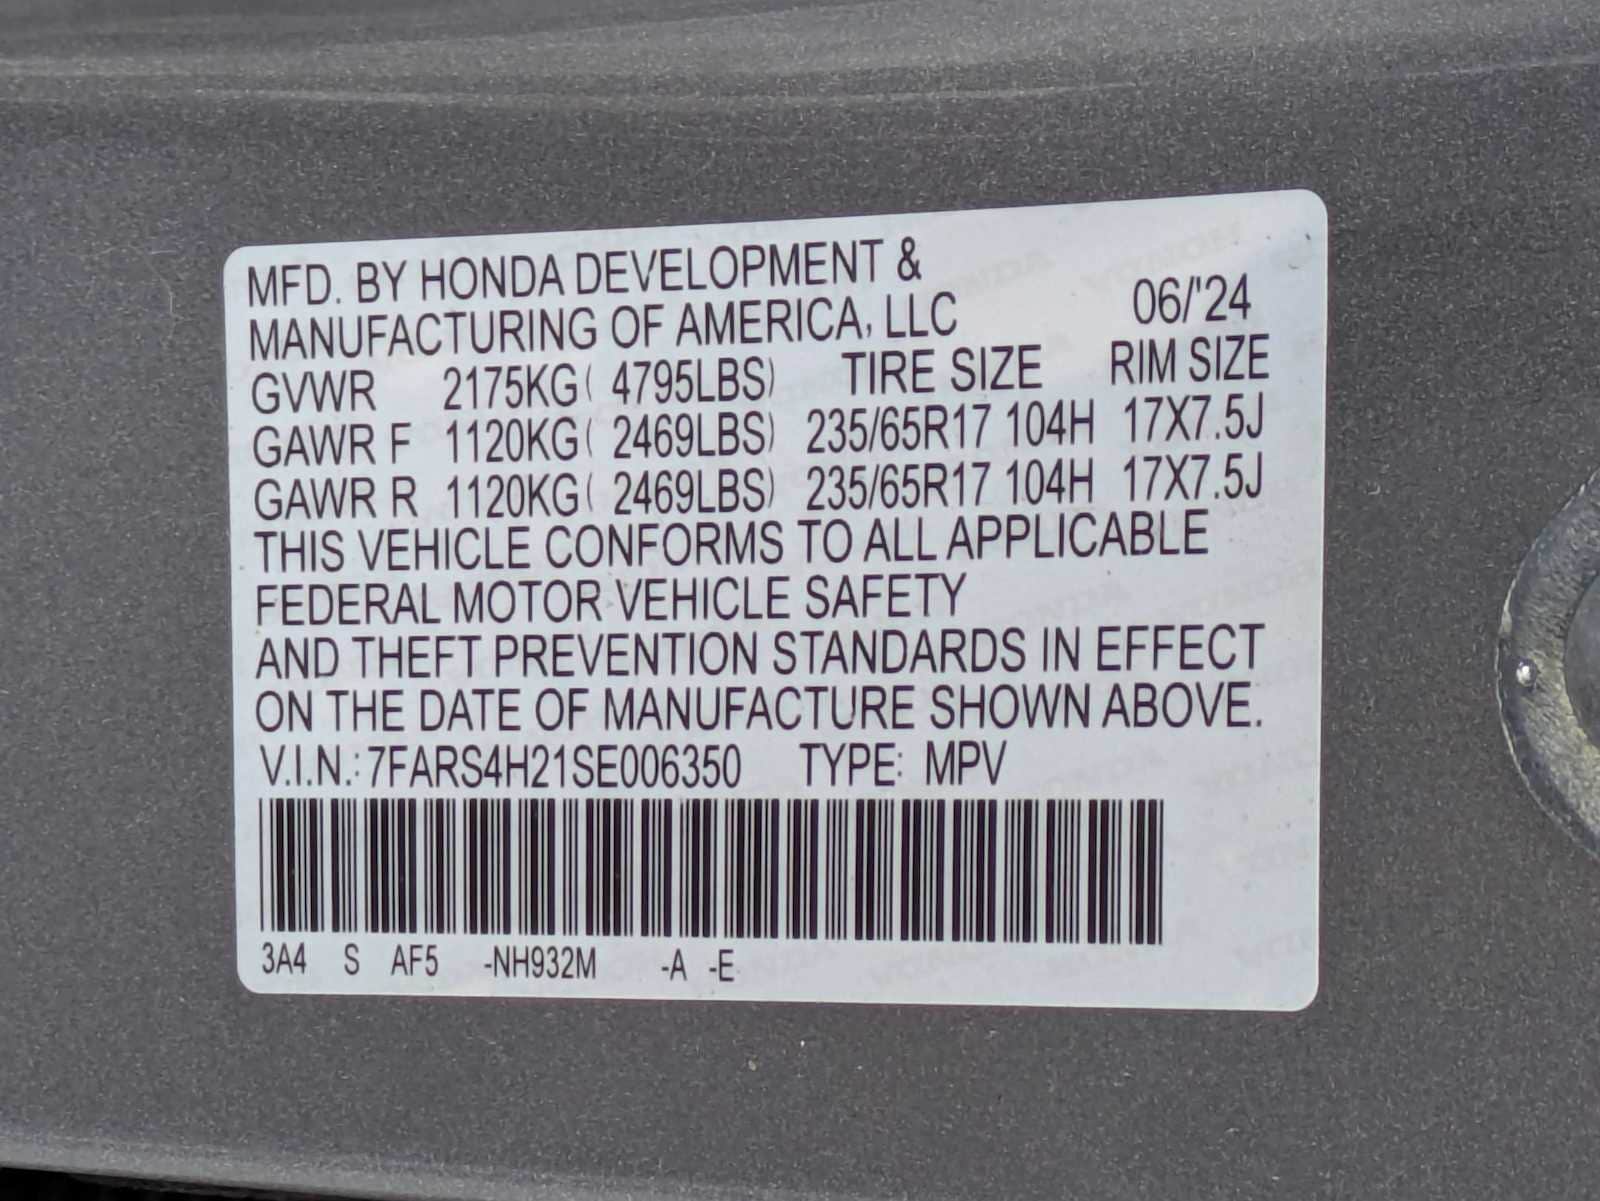 MFD. BY HONDA DEVELOPMENT &
MANUFACTURING OF AMERICA, LLC 06/'24
GVWR 2175KG( 4795LBS) TIRE SIZE RIM SIZE
GAWR F 1120KG( 2469LBS) 235/65R17 104H 17X7.5J
GAWR R 1120KG( 2469LBS) 235/65R17 104H 17X7.5J
THIS VEHICLE CONFORMS TO ALL APPLICABLE
FEDERAL MOTOR VEHICLE SAFETY
AND THEFT PREVENTION STANDARDS IN EFFECT
ON THE DATE OF MANUFACTURE SHOWN ABOVE.
V.I.N.: 7FARS4H21SE006350 TYPE: MPV
3A4 S AF5 -NH932M -A -E